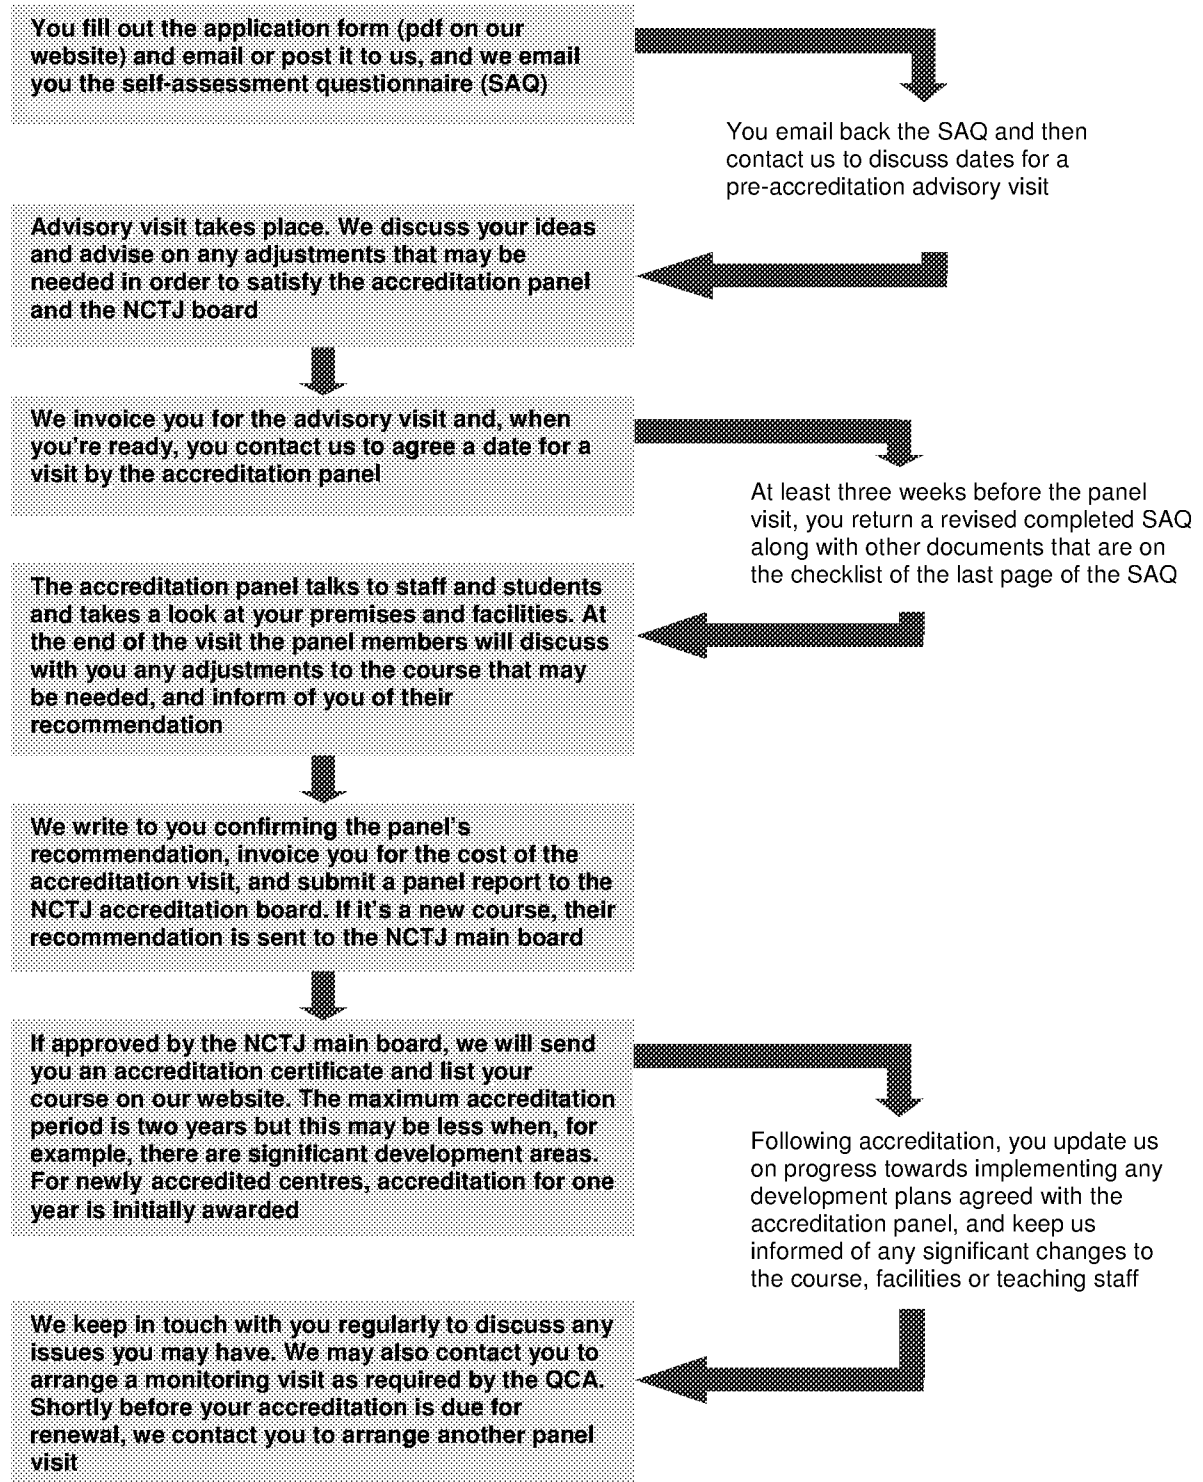 You fill out the application form (pdf on our
website) and email or post it to us, and we email
you the self-assessment questionnaire (SAQ)
You email back the SAQ and then
contact us to discuss dates for a
pre-accreditation advisory visit
Advisory visit takes place. We discuss your ideas
and advise on any adjustments that may be
needed in order to satisfy the accreditation panel
and the NCTJ board
We invoice you for the advisory visit and, when
you're ready, you contact us to agree a date for a
visit by the accreditation panel
At least three weeks before the panel
visit, you return a revised completed SAQ
along with other documents that are on
the checklist of the last page of the SAQ
The accreditation panel talks to staff and students
and takes a look at your premises and facilities. At
the end of the visit the panel members will discuss
with you any adjustments to the course that may
be needed, and inform of you of their
recommendation
We write to you confirming the panel's
recommendation, invoice you for the cost of the
accreditation visit, and submit a panel report to the
NCTJ accreditation board. If it's a new course, their
recommendation is sent to the NCTJ main board
If approved by the NCTJ main board, we will send
you an accreditation certificate and list your
course on our website. The maximum accreditation
period is two years but this may be less when, for
example, there are significant development areas.
For newly accredited centres, accreditation for one
year is initially awarded
Following accreditation, you update us
on progress towards implementing any
development plans agreed with the
accreditation panel, and keep us
informed of any significant changes to
the course, facilities or teaching staff
We keep in touch with you regularly to discuss any
issues you may have. We may also contact you to
arrange a monitoring visit as required by the QCA.
Shortly before your accreditation is due for
renewal, we contact you to arrange another panel
visit